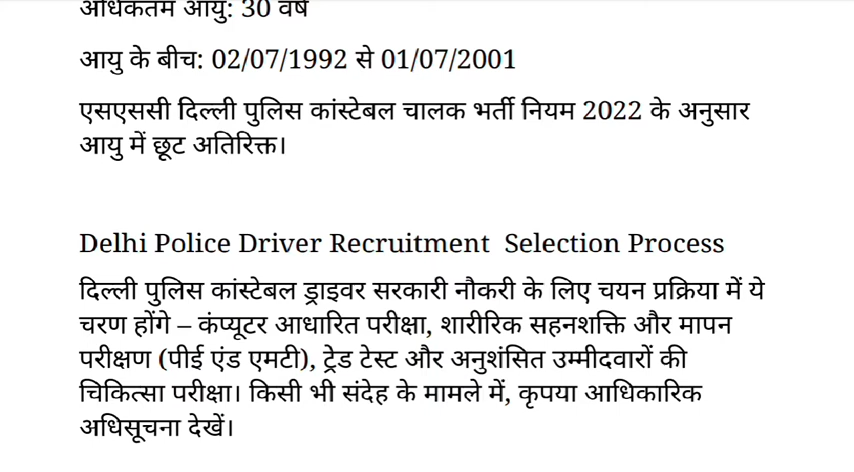 अधिकतम आयु: 30 वर्ष
आयु के बीच: 02/07/1992 से 01/07/2001
एसएससी दिल्ली पुलिस कांस्टेबल चालक भर्ती नियम 2022 के अनुसार
आयु में छूट अतिरिक्त।
Delhi Police Driver Recruitment  Selection Process
दिल्ली पुलिस कांस्टेबल ड्राइवर सरकारी नौकरी के लिए चयन प्रक्रिया में ये
चरण होंगे – कंप्यूटर आधारित परीक्षा, शारीरिक सहनशक्ति और मापन
परीक्षण (पीई एंड एमटी), ट्रेड टेस्ट और अनुशंसित उम्मीदवारों की
चिकित्सा परीक्षा। किसी भी संदेह के मामले में, कृपया आधिकारिक
अधिसूचना देखें।